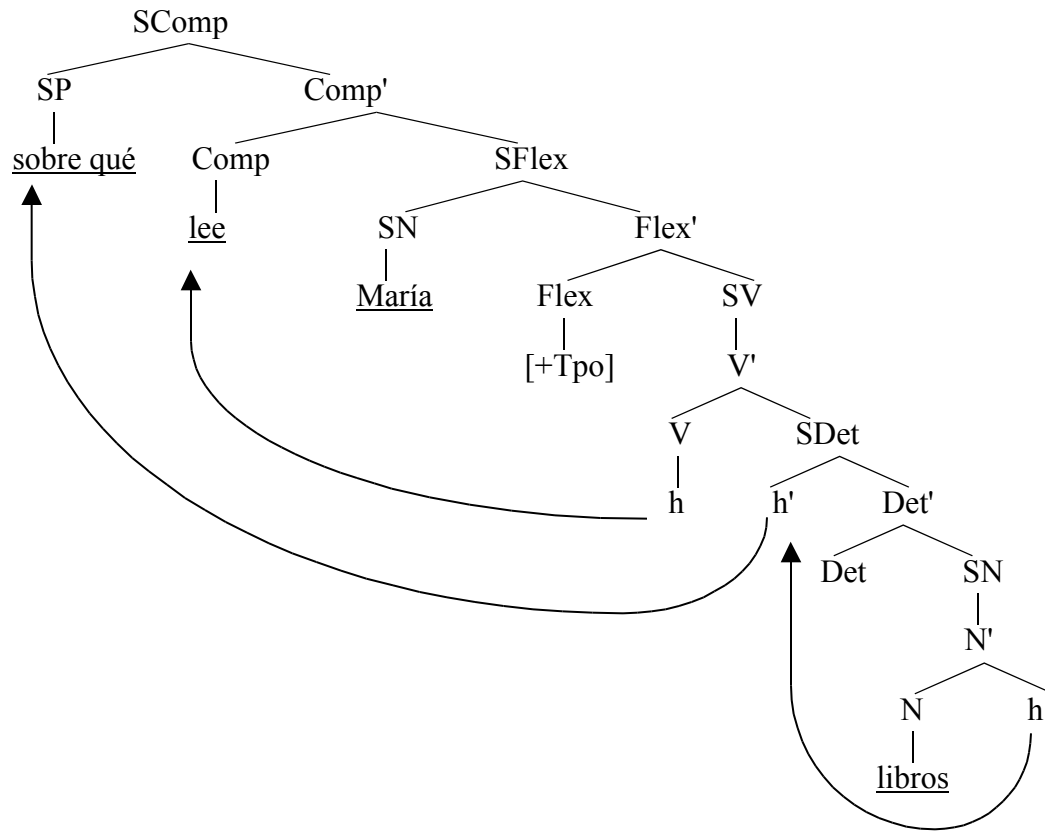 SComp
SP Comp'
sobre qué Comp SFlex
lee SN Flex'
María Flex SV
[+Tpo] V'
V SDet
h h' Det'
Det SN
N'
N h
libros